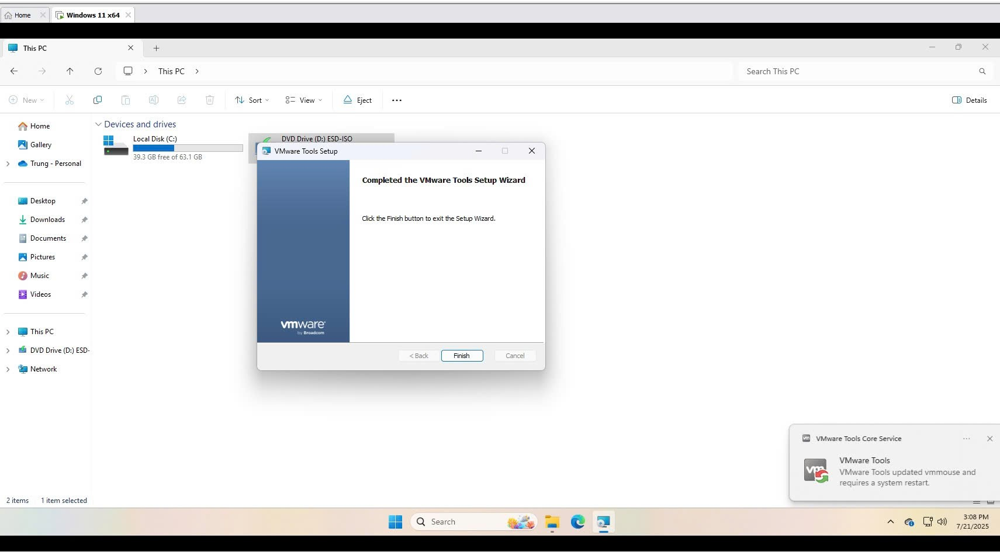 Home
Windows 11 x64
This PC
This PC
Search This PC
New
Sort
View
Eject
Details
Home
Gallery
Trung - Personal
Desktop
Downloads
Documents
Pictures
Music
Videos
This PC
DVD Drive (D:) ESD-
Network
Devices and drives
Local Disk (C:)
39.3 GB free of 63.1 GB
DVD Drive (D:) ESD-ISO
VMware Tools Setup
Completed the VMware Tools Setup Wizard
Click the Finish button to exit the Setup Wizard.
vmware®
by Broadcom
< Back
Finish
Cancel
vm
VMware Tools Core Service
vm
VMware Tools
VMware Tools updated vmmouse and
requires a system restart.
2 items
1 item selected
Search
3:08 PM
7/21/2025